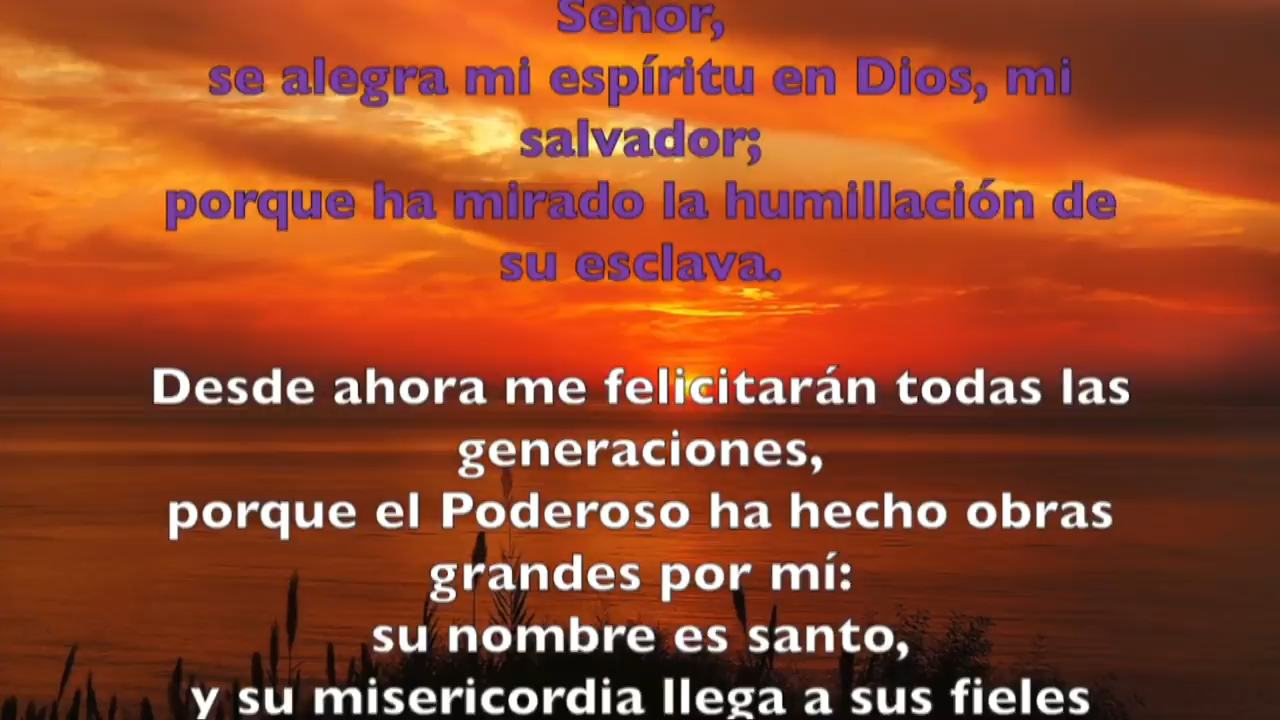 Señor,
se alegra mi espíritu en Dios, mi
salvador;
porque ha mirado la humillación de
su esclava.
Desde ahora me felicitarán todas las
generaciones,
porque el Poderoso ha hecho obras
grandes por mí:
su nombre es santo,
y su misericordia llega a sus fieles